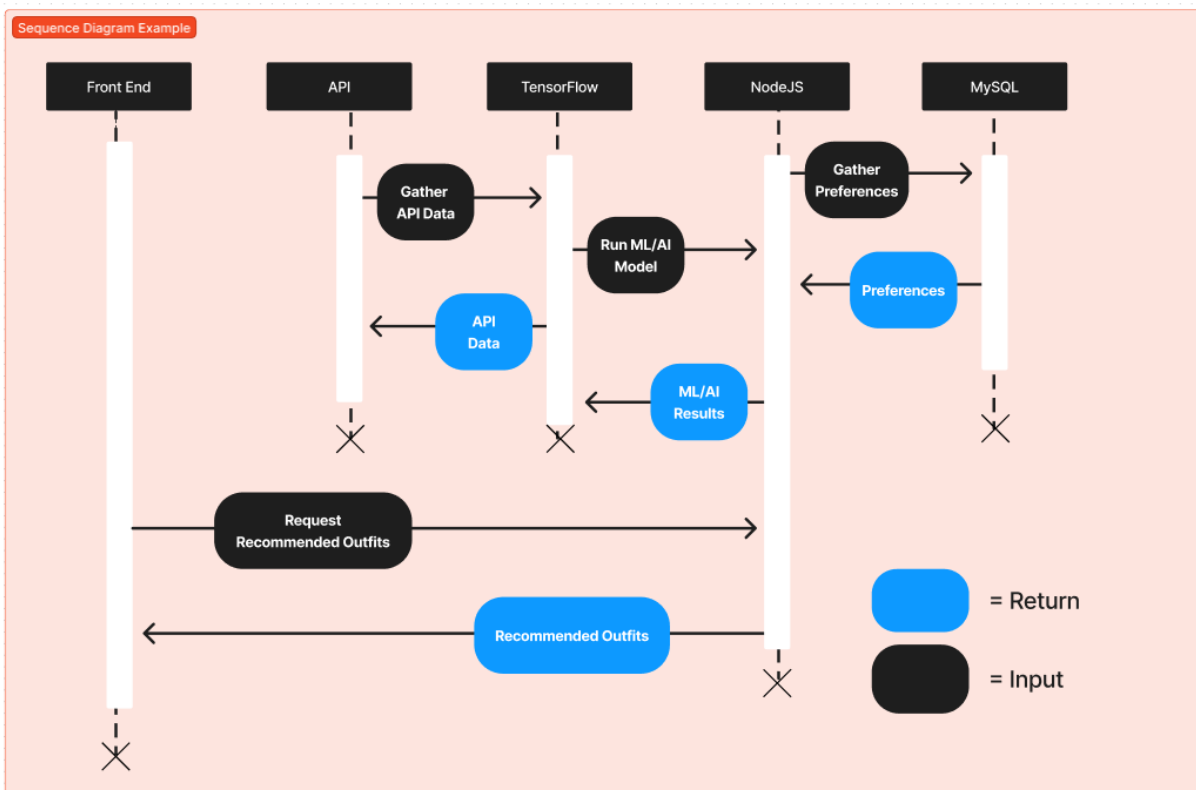 Sequence Diagram Example
Front End
API
TensorFlow
NodeJS
MySQL
Gather
Preferences
Gather
API Data
Run ML/AI
Model
Preferences
API
Data
ML/AI
Results
Request
Recommended Outfits
= Return
Recommended Outfits
= Input